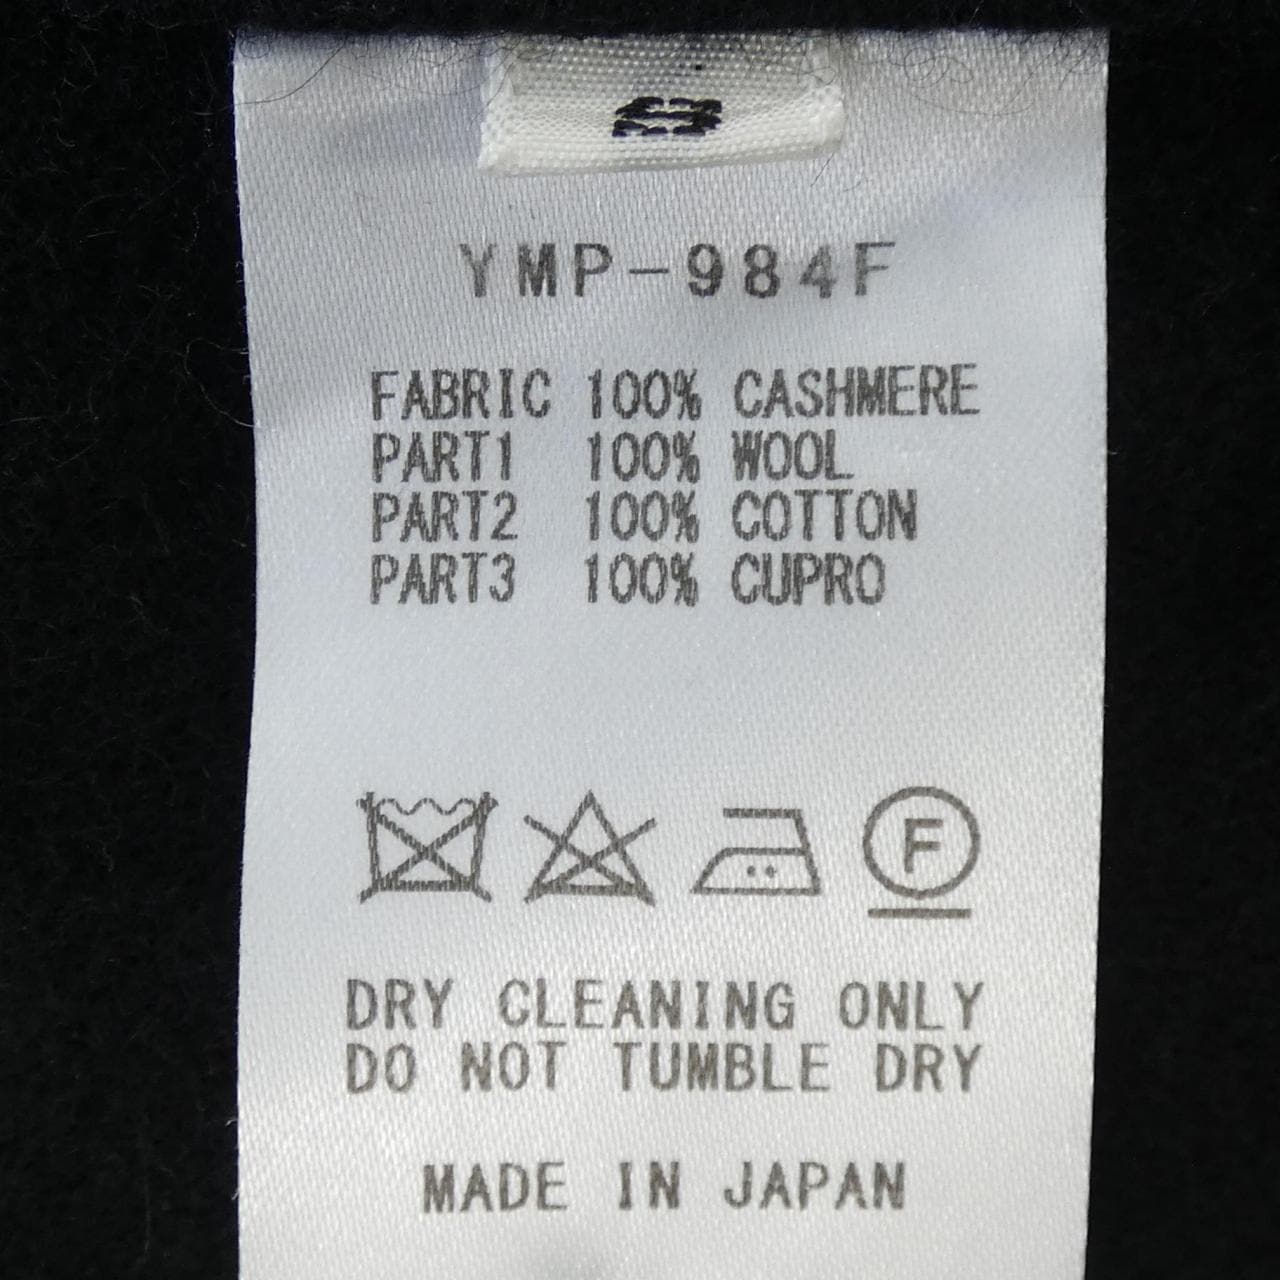 YMP-984F
FABRIC 100% CASHMERE
PART1 100% WOOL
PART2 100% COTTON
PART3 100% CUPRO
F
DRY CLEANING ONLY
DO NOT TUMBLE DRY
MADE IN JAPAN